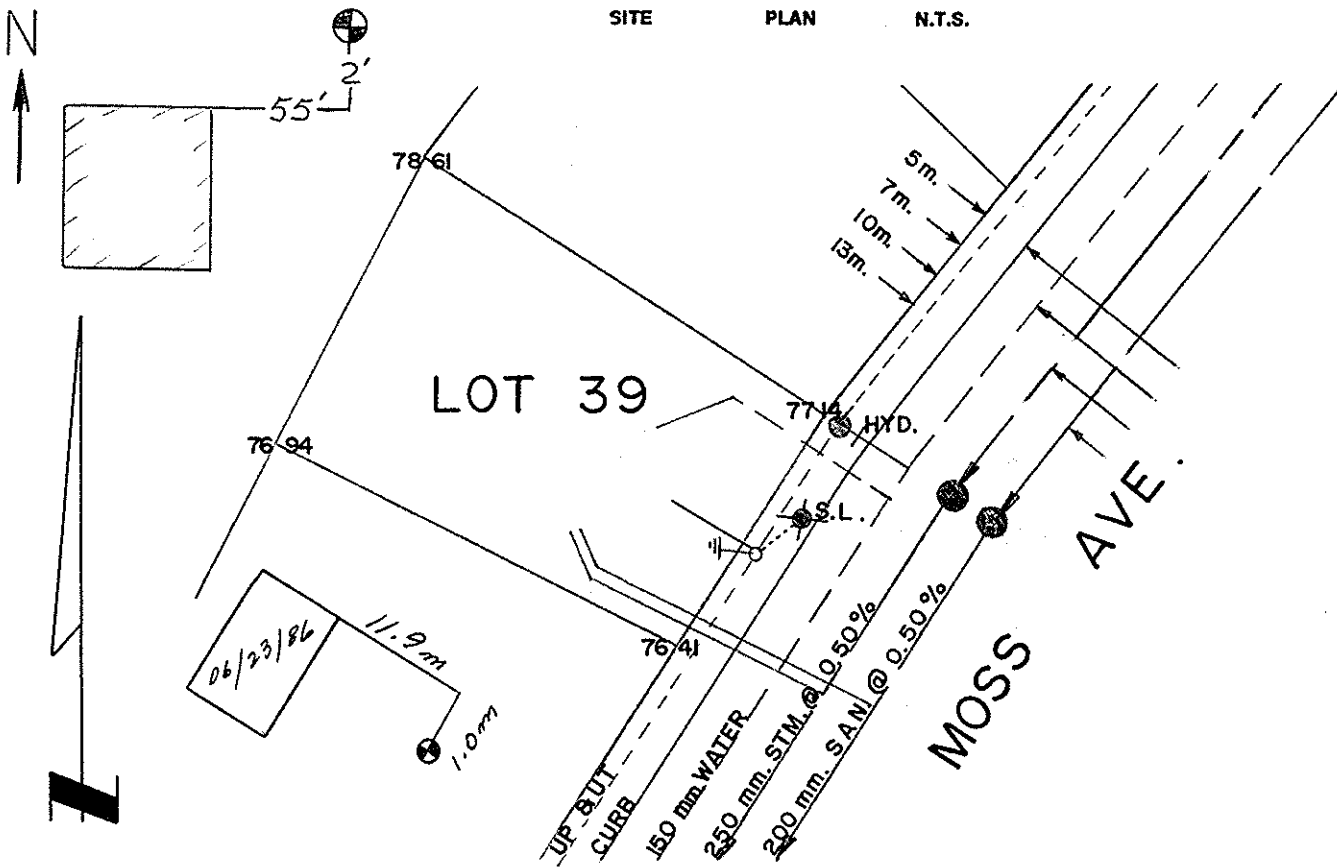 SITE PLAN N.T.S.
N
2'
55'
78 61
5m.
7m.
10m.
13m.
LOT 39
77 14
HYD.
76 94
S.L.
MOSS AVE.
11.9m
06/23/86
76 41
1.0m
UP & UT
CURB
150 mm. WATER
250 mm. STM. @ 0.50%
200 mm. SAN. @ 0.50%